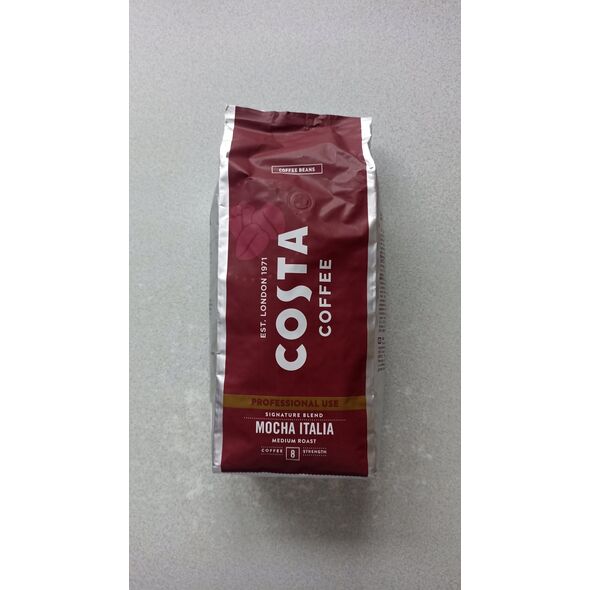 COFFEE BEANS
EST. LONDON 1971
COSTA
COFFEE
PROFESSIONAL USE
SIGNATURE BLEND
MOCHA ITALIA
MEDIUM ROAST
COFFEE 8 STRENGTH